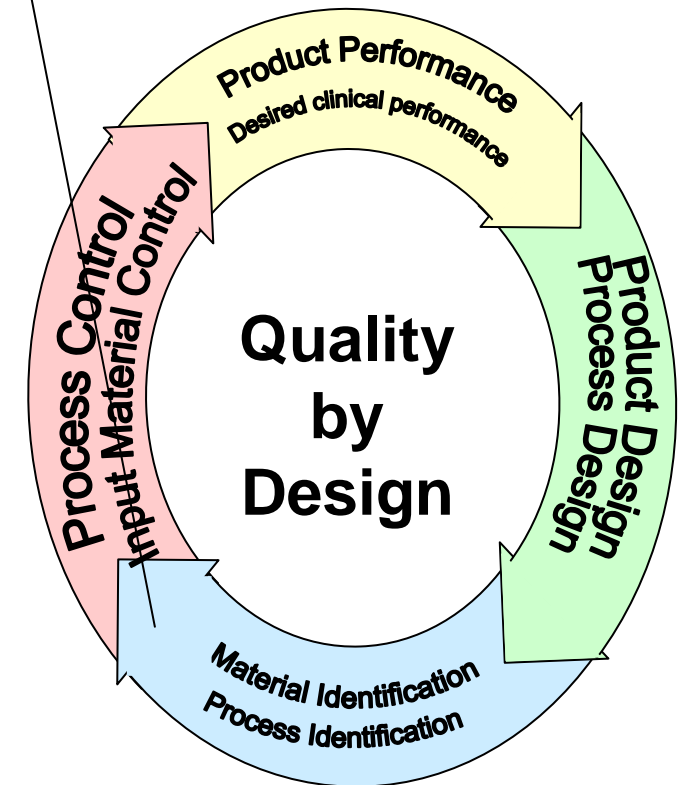 Product Performance
Desired clinical performance
Product Design
Process Design
Material Identification
Process Identification
Process Control
Input Material Control
Quality
by
Design